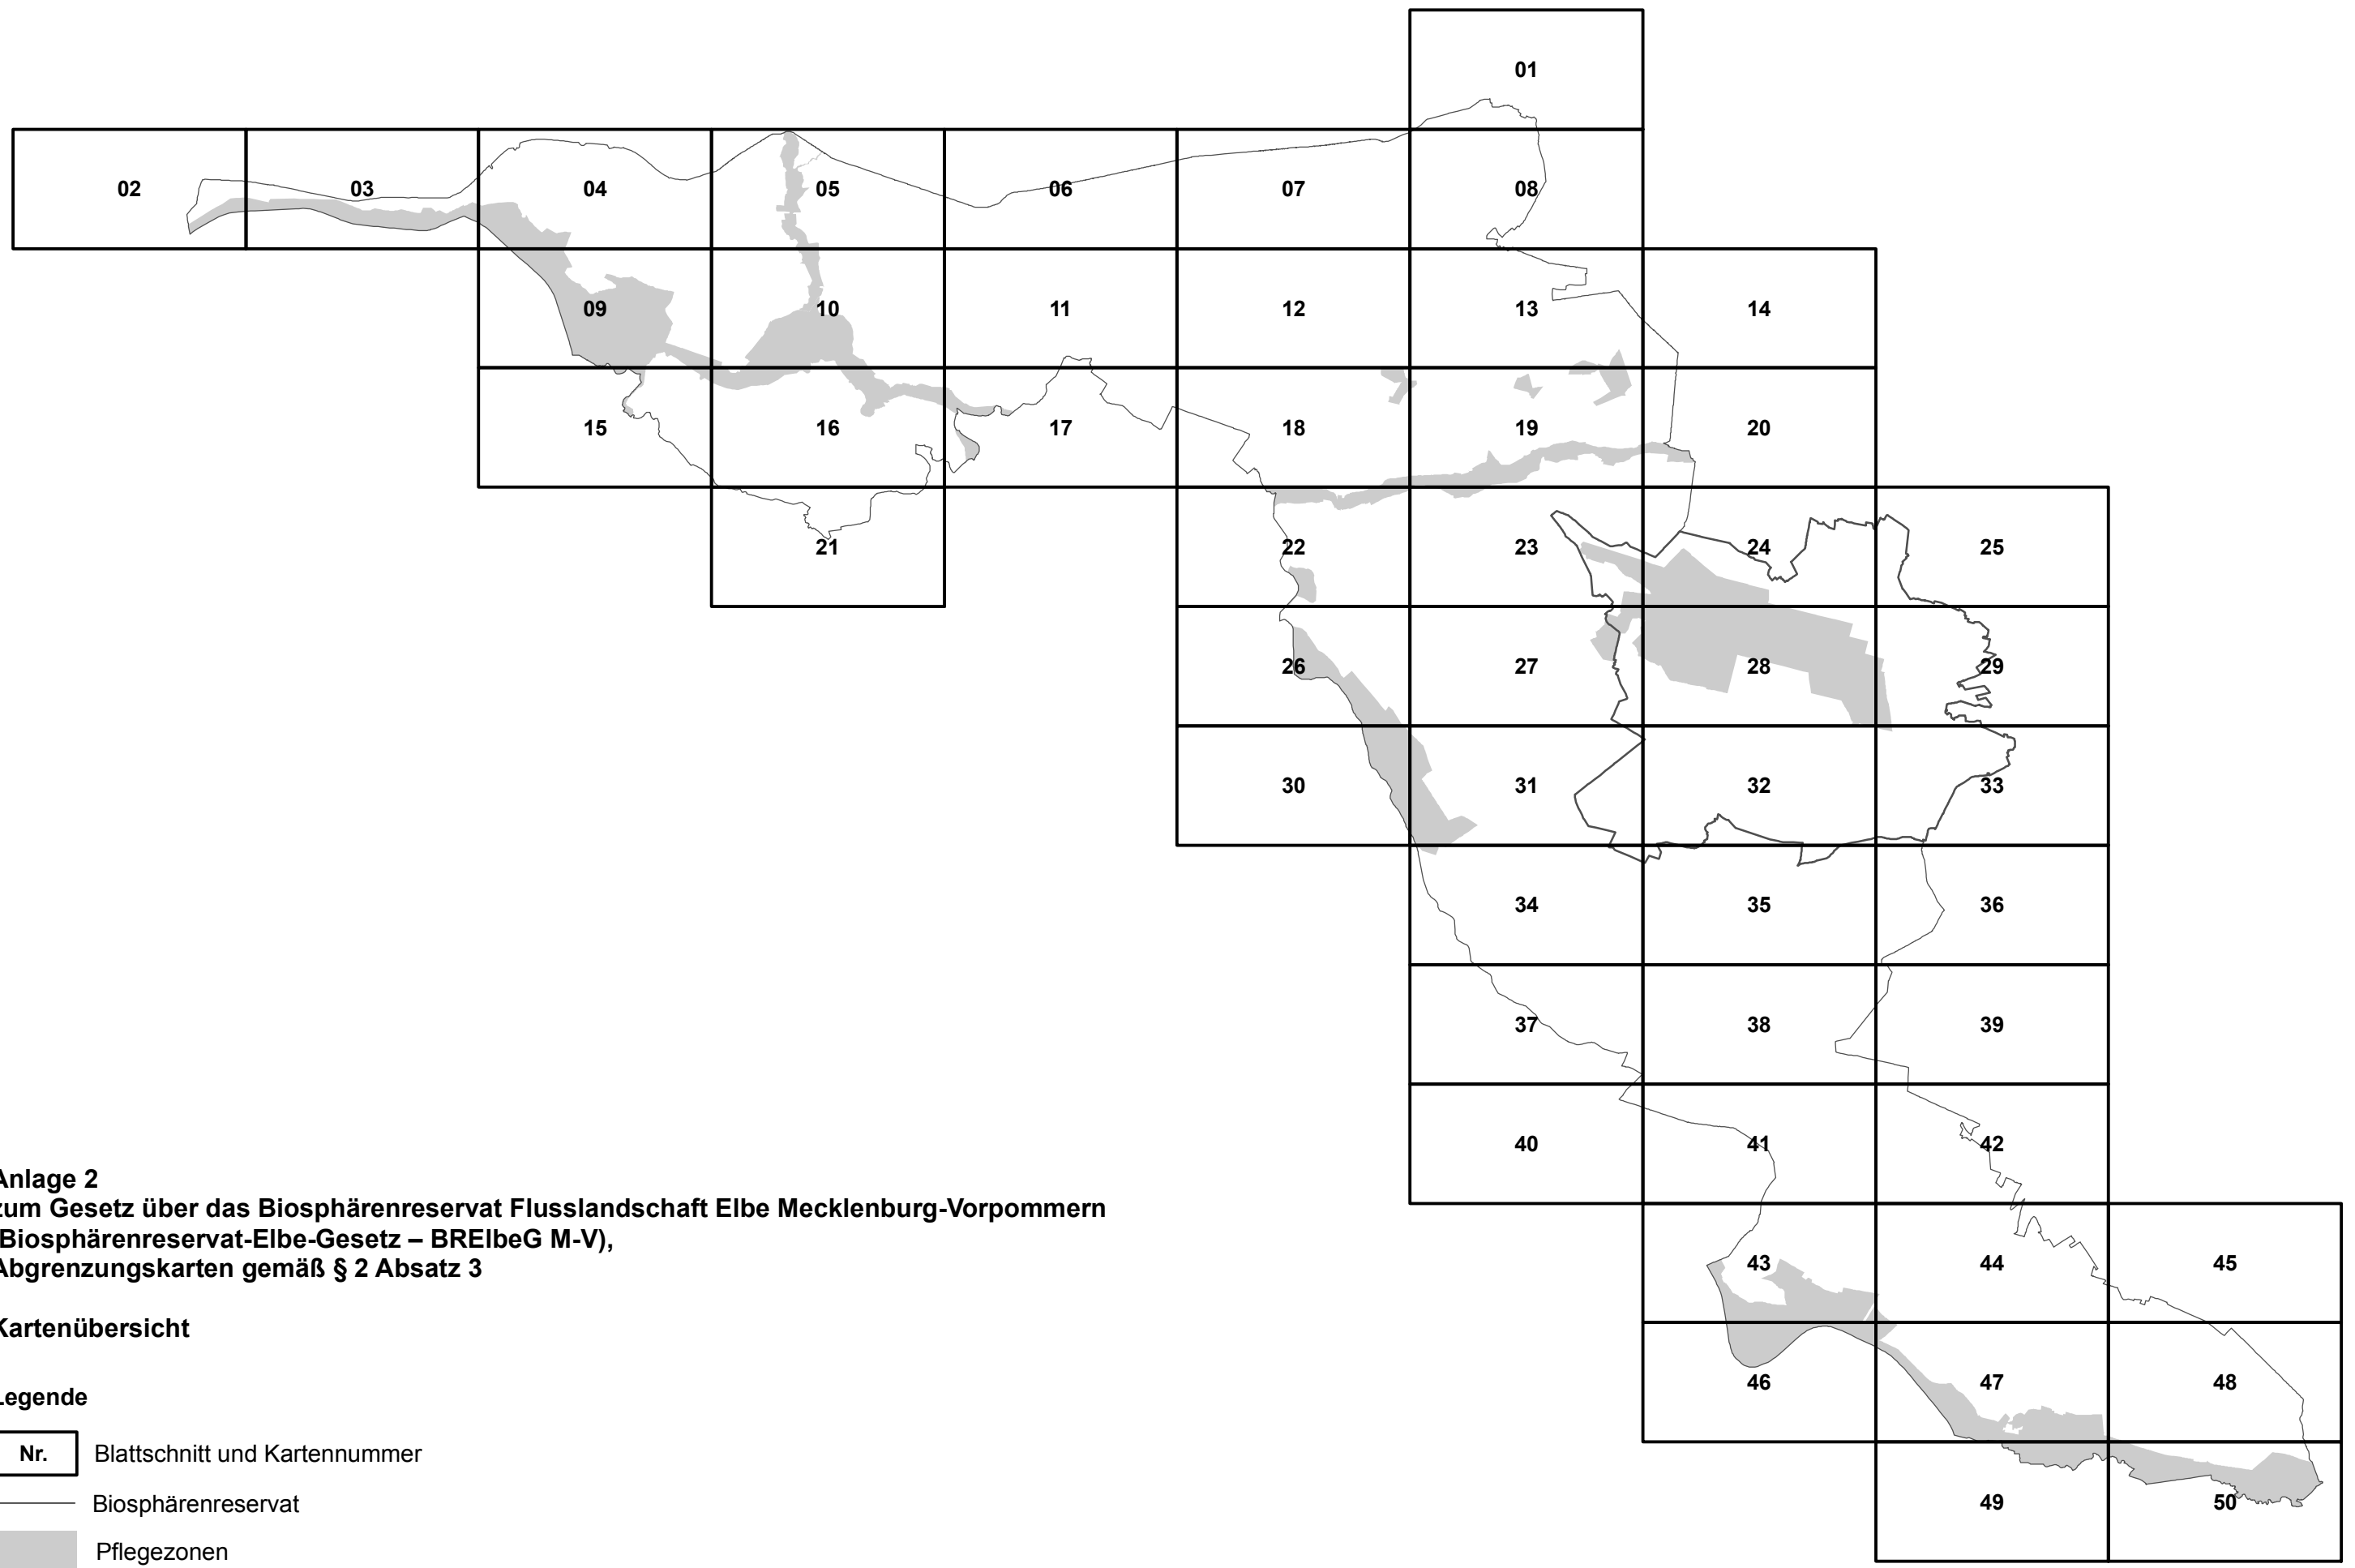 01
02 03 04 05 06 07 08
09 10 11 12 13 14
15 16 17 18 19 20
21 22 23 24 25
26 27 28 29
30 31 32 33
34 35 36
37 38 39
40 41 42
43 44 45
46 47 48
49 50
Anlage 2
zum Gesetz über das Biosphärenreservat Flusslandschaft Elbe Mecklenburg-Vorpommern
Biosphärenreservat-Elbe-Gesetz – BRElbeG M-V),
Abgrenzungskarten gemäß § 2 Absatz 3
Kartenübersicht
Legende
Nr. Blattschnitt und Kartennummer
Biosphärenreservat
Pflegezonen